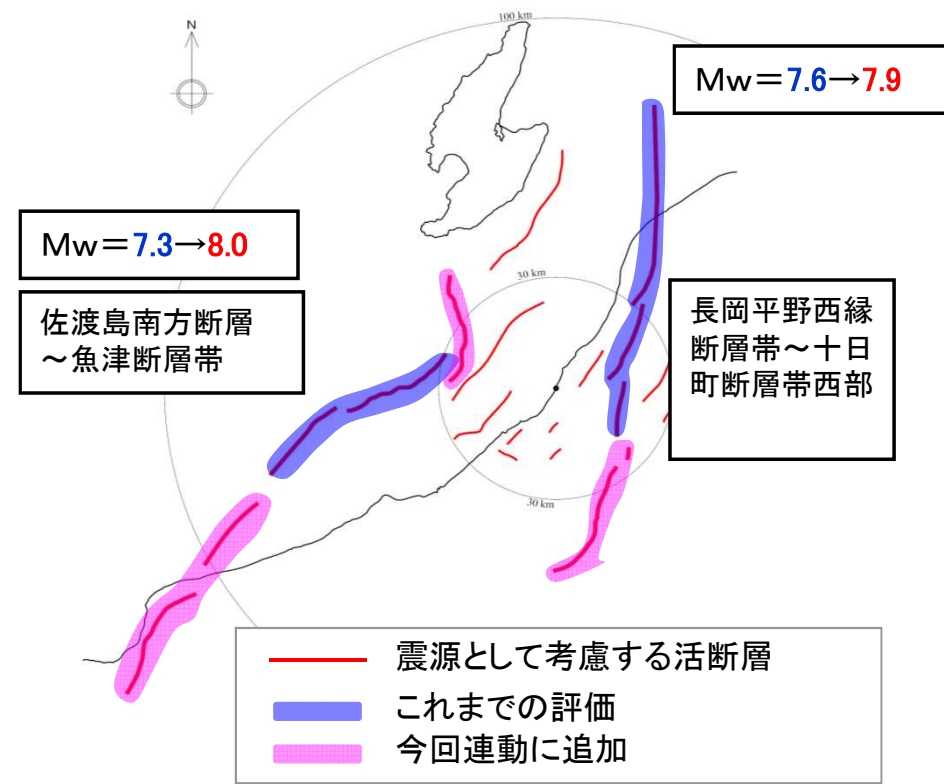 100 km
N
Mw＝7.6→7.9
Mw＝7.3→8.0
30 km
佐渡島南方断層
～魚津断層帯
長岡平野西縁
断層帯～十日
町断層帯西部
30 km
震源として考慮する活断層
これまでの評価
今回連動に追加